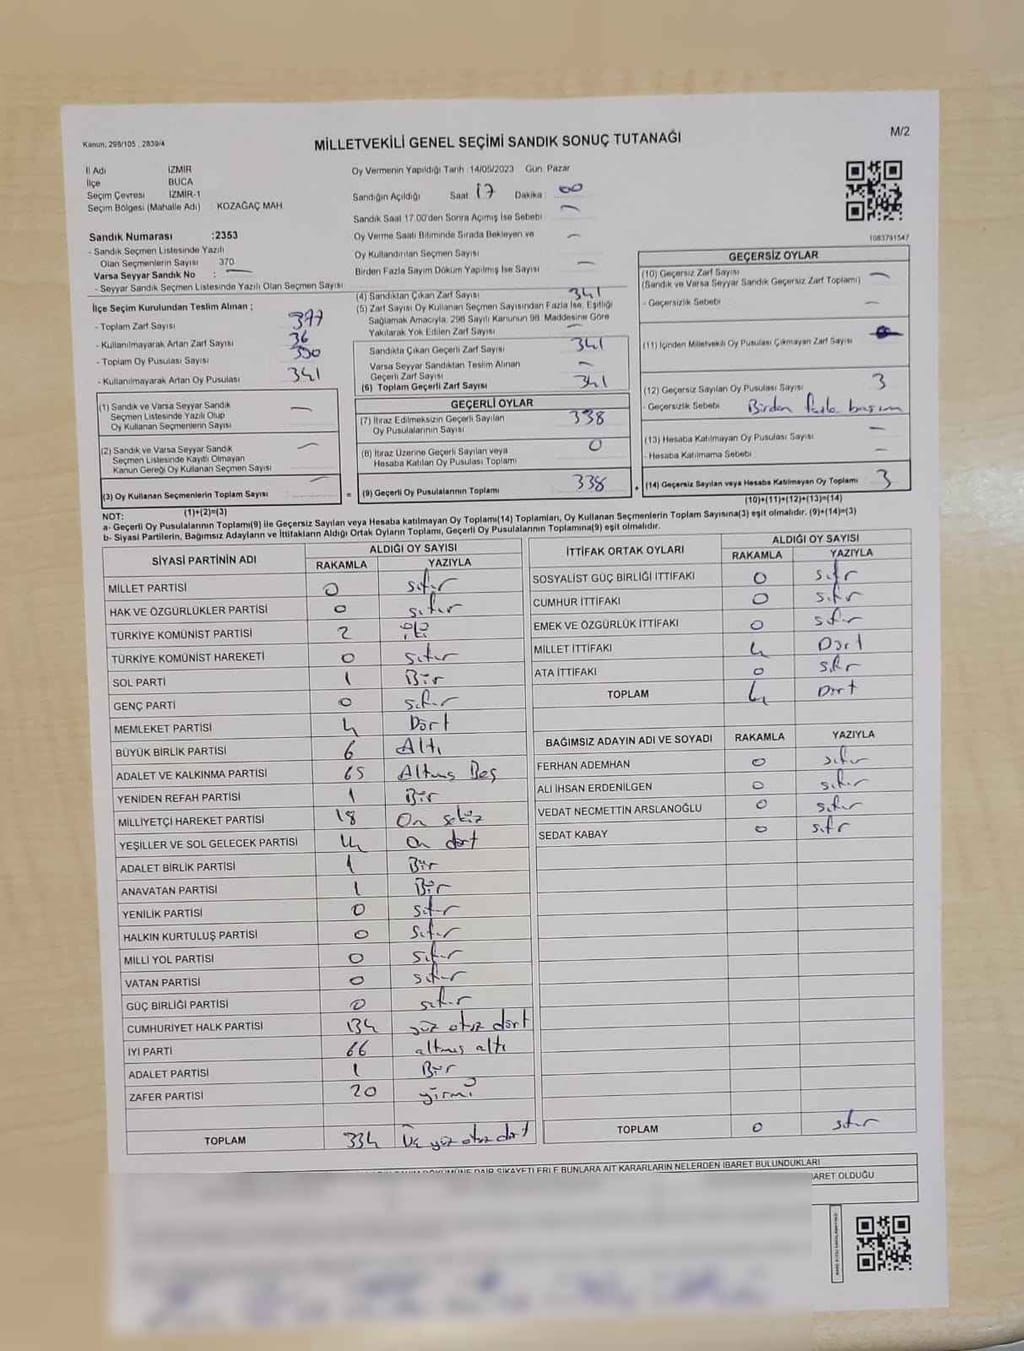 Kanun: 298/105 , 2839/4
MİLLETVEKİLİ GENEL SEÇİMİ SANDIK SONUÇ TUTANAĞI
M/2
İl Adı İZMİR
İlçe BUCA
Seçim Çevresi İZMİR-1
Seçim Bölgesi (Mahalle Adı) KOZAĞAÇ MAH.
Sandık Numarası :2353
- Sandık Seçmen Listesinde Yazılı
Olan Seçmenlerin Sayısı 370
Varsa Seyyar Sandık No : —
- Seyyar Sandık Seçmen Listesinde Yazılı Olan Seçmen Sayısı
Oy Vermenin Yapıldığı Tarih 14/05/2023 Gün Pazar
Sandığın Açıldığı Saat 17 Dakika : 00
Sandık Saat 17.00'den Sonra Açılmış İse Sebebi —
Oy Verme Saati Bitiminde Sırada Bekleyen ve —
Oy Kullandırılan Seçmen Sayısı
Birden Fazla Sayım Döküm Yapılmış İse Sayısı —
1083791547
İlçe Seçim Kurulundan Teslim Alınan ;
- Toplam Zarf Sayısı 377
- Kullanılmayarak Artan Zarf Sayısı 36
- Toplam Oy Pusulası Sayısı
- Kullanılmayarak Artan Oy Pusulası 341
(1) Sandık ve Varsa Seyyar Sandık
Seçmen Listesinde Yazılı Olup
Oy Kullanan Seçmenlerin Sayısı —
(2) Sandık ve Varsa Seyyar Sandık
Seçmen Listesinde Kayıtlı Olmayan
Kanun Gereği Oy Kullanan Seçmen Sayısı —
(3) Oy Kullanan Seçmenlerin Toplam Sayısı —
(1)+(2)=(3)
(4) Sandıktan Çıkan Zarf Sayısı 341
(5) Zarf Sayısı Oy Kullanan Seçmen Sayısından Fazla İse, Eşitliği
Sağlamak Amacıyla, 298 Sayılı Kanunun 98. Maddesine Göre
Yakılarak Yok Edilen Zarf Sayısı —
Sandıkta Çıkan Geçerli Zarf Sayısı 341
Varsa Seyyar Sandıktan Teslim Alınan
Geçerli Zarf Sayısı —
(6) Toplam Geçerli Zarf Sayısı 341
GEÇERLİ OYLAR
(7) İtiraz Edilmeksizin Geçerli Sayılan
Oy Pusulalarının Sayısı 338
(8) İtiraz Üzerine Geçerli Sayılan veya
Hesaba Katılan Oy Pusulası Toplamı 0
= (9) Geçerli Oy Pusulalarının Toplamı 338
GEÇERSİZ OYLAR
(10) Geçersiz Zarf Sayısı
(Sandık ve Varsa Seyyar Sandık Geçersiz Zarf Toplamı) —
- Geçersizlik Sebebi —
(11) İçinden Milletvekili Oy Pusulası Çıkmayan Zarf Sayısı
(12) Geçersiz Sayılan Oy Pusulası Sayısı 3
- Geçersizlik Sebebi Birden fazla basım
(13) Hesaba Katılmayan Oy Pusulası Sayısı —
- Hesaba Katılmama Sebebi —
+ (14) Geçersiz Sayılan veya Hesaba Katılmayan Oy Toplamı 3
(10)+(11)+(12)+(13)=(14)
NOT:
a- Geçerli Oy Pusulalarının Toplamı(9) ile Geçersiz Sayılan veya Hesaba katılmayan Oy Toplamı(14) Toplamları, Oy Kullanan Seçmenlerin Toplam Sayısına(3) eşit olmalıdır. (9)+(14)=(3)
b- Siyasi Partilerin, Bağımsız Adayların ve İttifakların Aldığı Ortak Oyların Toplamı, Geçerli Oy Pusulalarının Toplamına(9) eşit olmalıdır.
SİYASİ PARTİNİN ADI ALDIĞI OY SAYISI
RAKAMLA YAZIYLA
MİLLET PARTİSİ 0 sıfır
HAK VE ÖZGÜRLÜKLER PARTİSİ 0 sıfır
TÜRKİYE KOMÜNİST PARTİSİ 2 iki
TÜRKİYE KOMÜNİST HAREKETİ 0 sıfır
SOL PARTİ 1 Bir
GENÇ PARTİ 0 sıfır
MEMLEKET PARTİSİ 4 Dört
BÜYÜK BİRLİK PARTİSİ 6 Altı
ADALET VE KALKINMA PARTİSİ 65 Altmış Beş
YENİDEN REFAH PARTİSİ 1 Bir
MİLLİYETÇİ HAREKET PARTİSİ 18 On sekiz
YEŞİLLER VE SOL GELECEK PARTİSİ 14 on dört
ADALET BİRLİK PARTİSİ 1 Bir
ANAVATAN PARTİSİ 1 Bir
YENİLİK PARTİSİ 0 sıfır
HALKIN KURTULUŞ PARTİSİ 0 sıfır
MİLLİ YOL PARTİSİ 0 sıfır
VATAN PARTİSİ 0 sıfır
GÜÇ BİRLİĞİ PARTİSİ 0 sıfır
CUMHURİYET HALK PARTİSİ 134 yüz otuz dört
İYİ PARTİ 66 altmış altı
ADALET PARTİSİ 1 Bir
ZAFER PARTİSİ 20 yirmi
TOPLAM 334 Üç yüz otuz dört
İTTİFAK ORTAK OYLARI ALDIĞI OY SAYISI
RAKAMLA YAZIYLA
SOSYALİST GÜÇ BİRLİĞİ İTTİFAKI 0 sıfır
CUMHUR İTTİFAKI 0 sıfır
EMEK VE ÖZGÜRLÜK İTTİFAKI 0 sıfır
MİLLET İTTİFAKI 4 Dört
ATA İTTİFAKI 0 sıfır
TOPLAM 4 Dört
BAĞIMSIZ ADAYIN ADI VE SOYADI RAKAMLA YAZIYLA
FERHAN ADEMHAN 0 sıfır
ALİ İHSAN ERDENİLGEN 0 sıfır
VEDAT NECMETTİN ARSLANOĞLU 0 sıfır
SEDAT KABAY 0 sıfır
TOPLAM 0 sıfır
DÖKÜMÜNE DAİR ŞİKAYETLERLE BUNLARA AİT KARARLARIN NELERDEN İBARET BULUNDUKLARI
BARET OLDUĞU